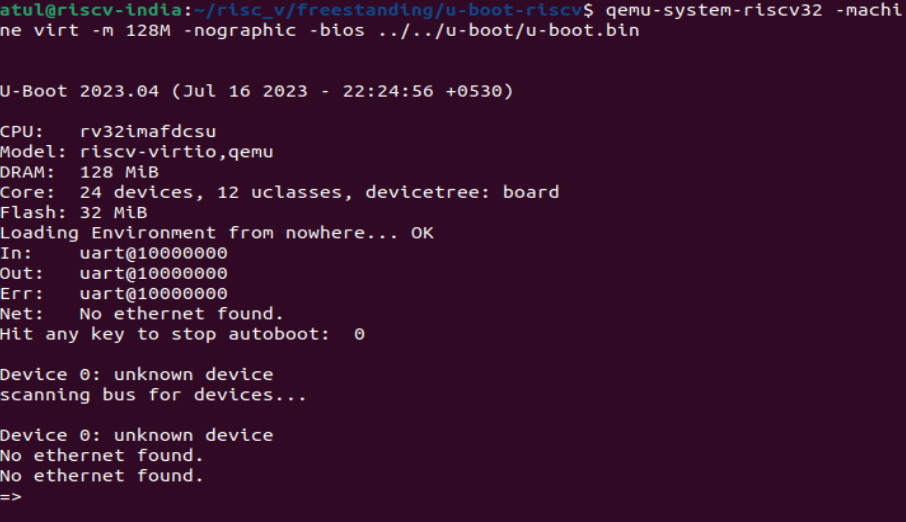 atul@riscv-india:~/risc_v/freestanding/u-boot-riscv$ qemu-system-riscv32 -machi
ne virt -m 128M -nographic -bios ../../u-boot/u-boot.bin
U-Boot 2023.04 (Jul 16 2023 - 22:24:56 +0530)
CPU:   rv32imafdcsu
Model: riscv-virtio,qemu
DRAM:  128 MiB
Core:  24 devices, 12 uclasses, devicetree: board
Flash: 32 MiB
Loading Environment from nowhere... OK
In:    uart@10000000
Out:   uart@10000000
Err:   uart@10000000
Net:   No ethernet found.
Hit any key to stop autoboot:  0
Device 0: unknown device
scanning bus for devices...
Device 0: unknown device
No ethernet found.
No ethernet found.
=>